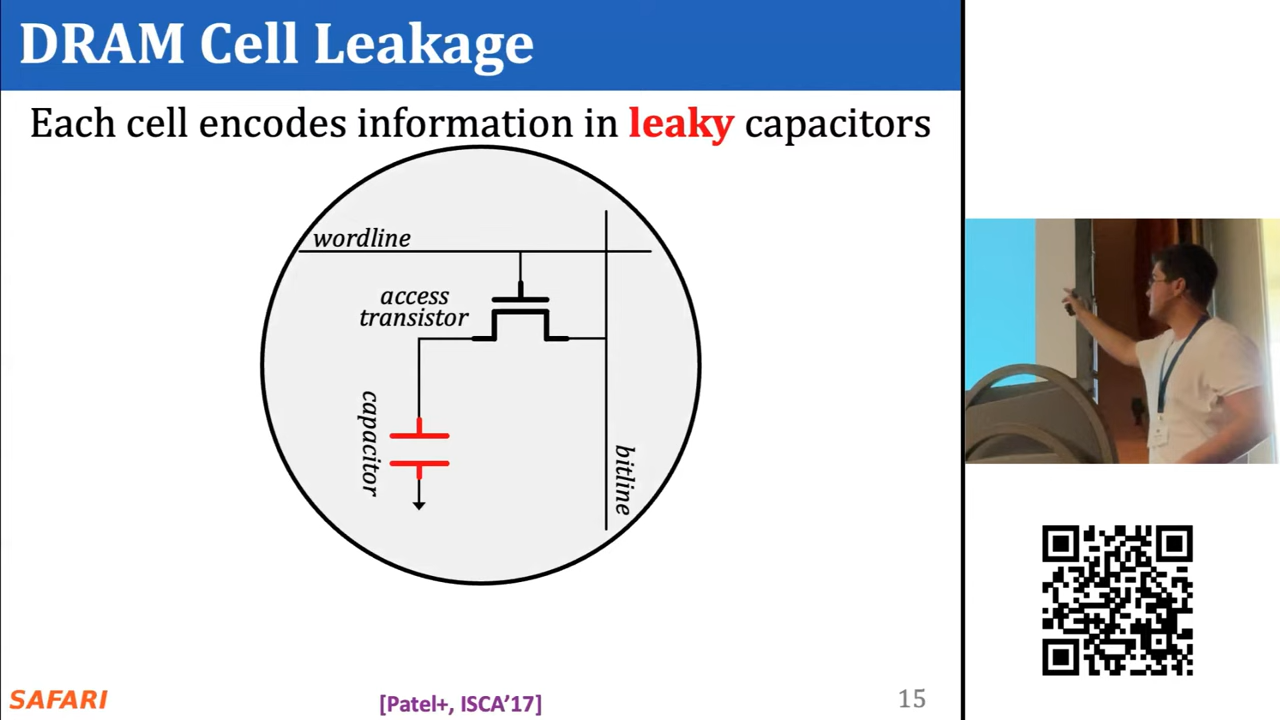 DRAM Cell Leakage
Each cell encodes information in leaky capacitors
wordline
access
transistor
capacitor
bitline
SAFARI
[Patel+, ISCA’17]
15